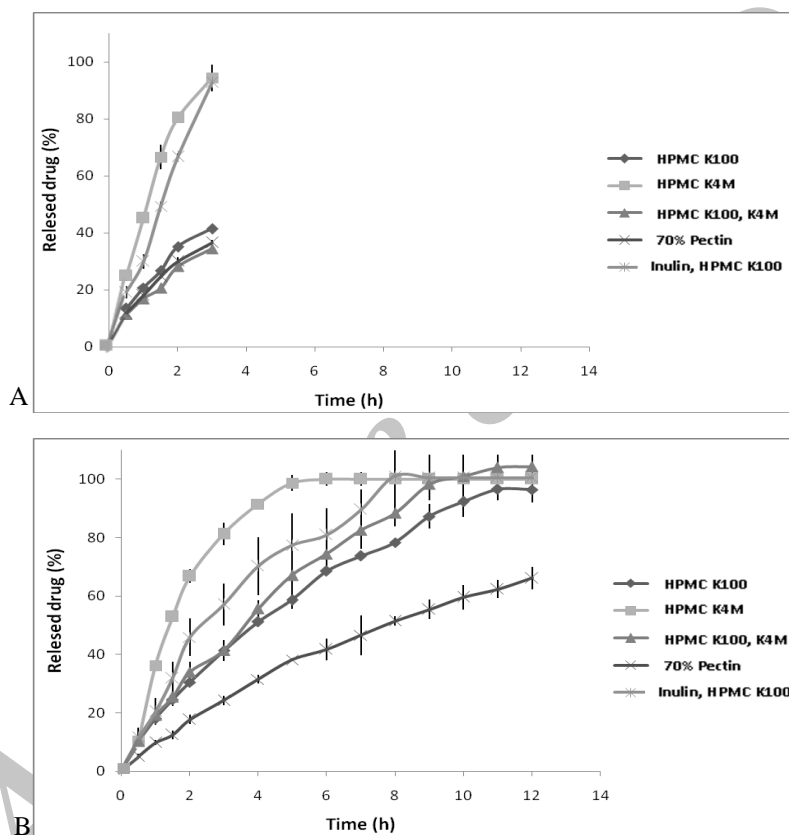 100
80
60
40
20
0
Relesed drug (%)
0 2 4 6 8 10 12 14
Time (h)
HPMC K100
HPMC K4M
HPMC K100, K4M
70% Pectin
Inulin, HPMC K100
A
100
80
60
40
20
0
Relesed drug (%)
0 2 4 6 8 10 12 14
Time (h)
HPMC K100
HPMC K4M
HPMC K100, K4M
70% Pectin
Inulin, HPMC K100
B